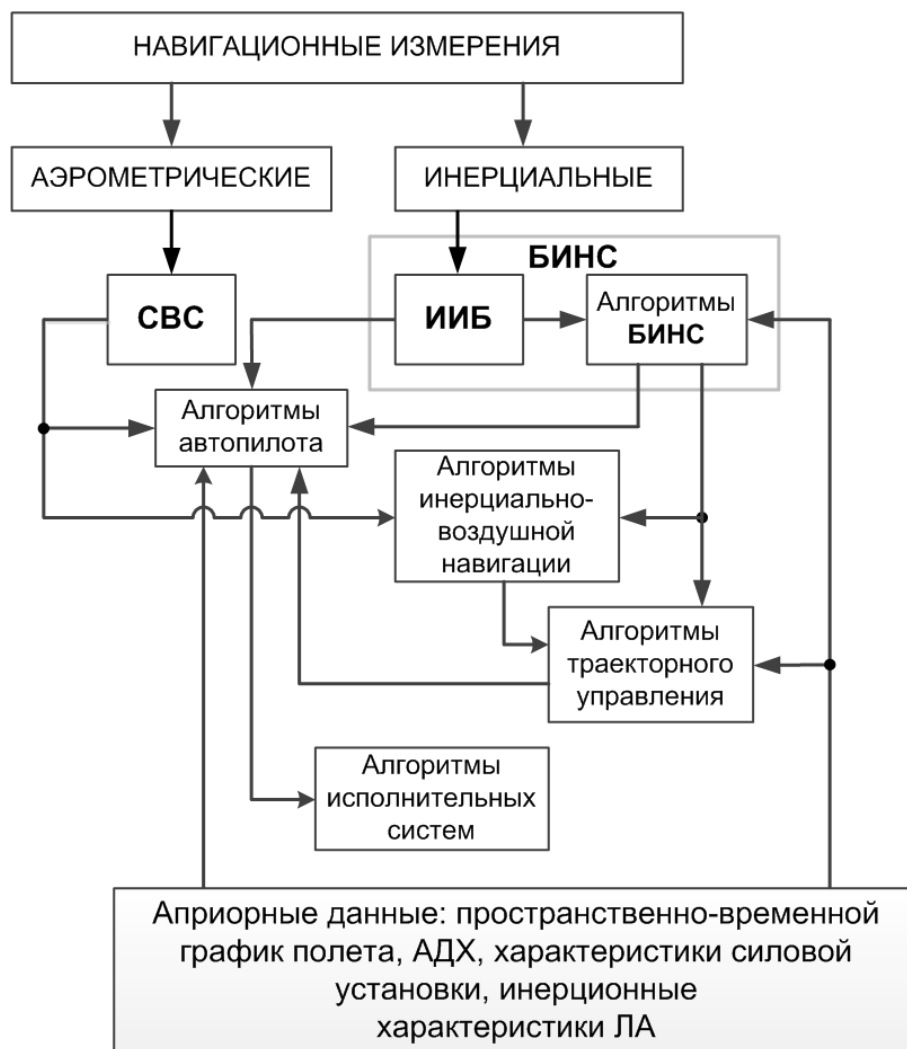 НАВИГАЦИОННЫЕ ИЗМЕРЕНИЯ
АЭРОМЕТРИЧЕСКИЕ
ИНЕРЦИАЛЬНЫЕ
БИНС
СВС
ИИБ
Алгоритмы
БИНС
Алгоритмы
автопилота
Алгоритмы
инерциально-
воздушной
навигации
Алгоритмы
траекторного
управления
Алгоритмы
исполнительных
систем
Априорные данные: пространственно-временной
график полета, АДХ, характеристики силовой
установки, инерционные
характеристики ЛА